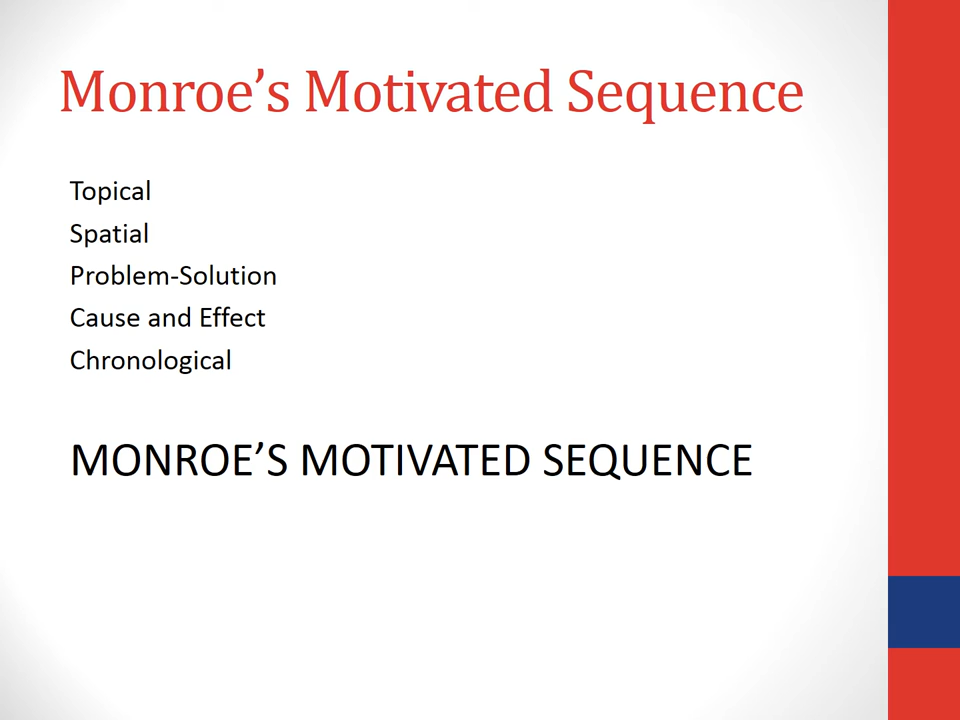 Monroe’s Motivated Sequence
Topical
Spatial
Problem-Solution
Cause and Effect
Chronological
MONROE’S MOTIVATED SEQUENCE